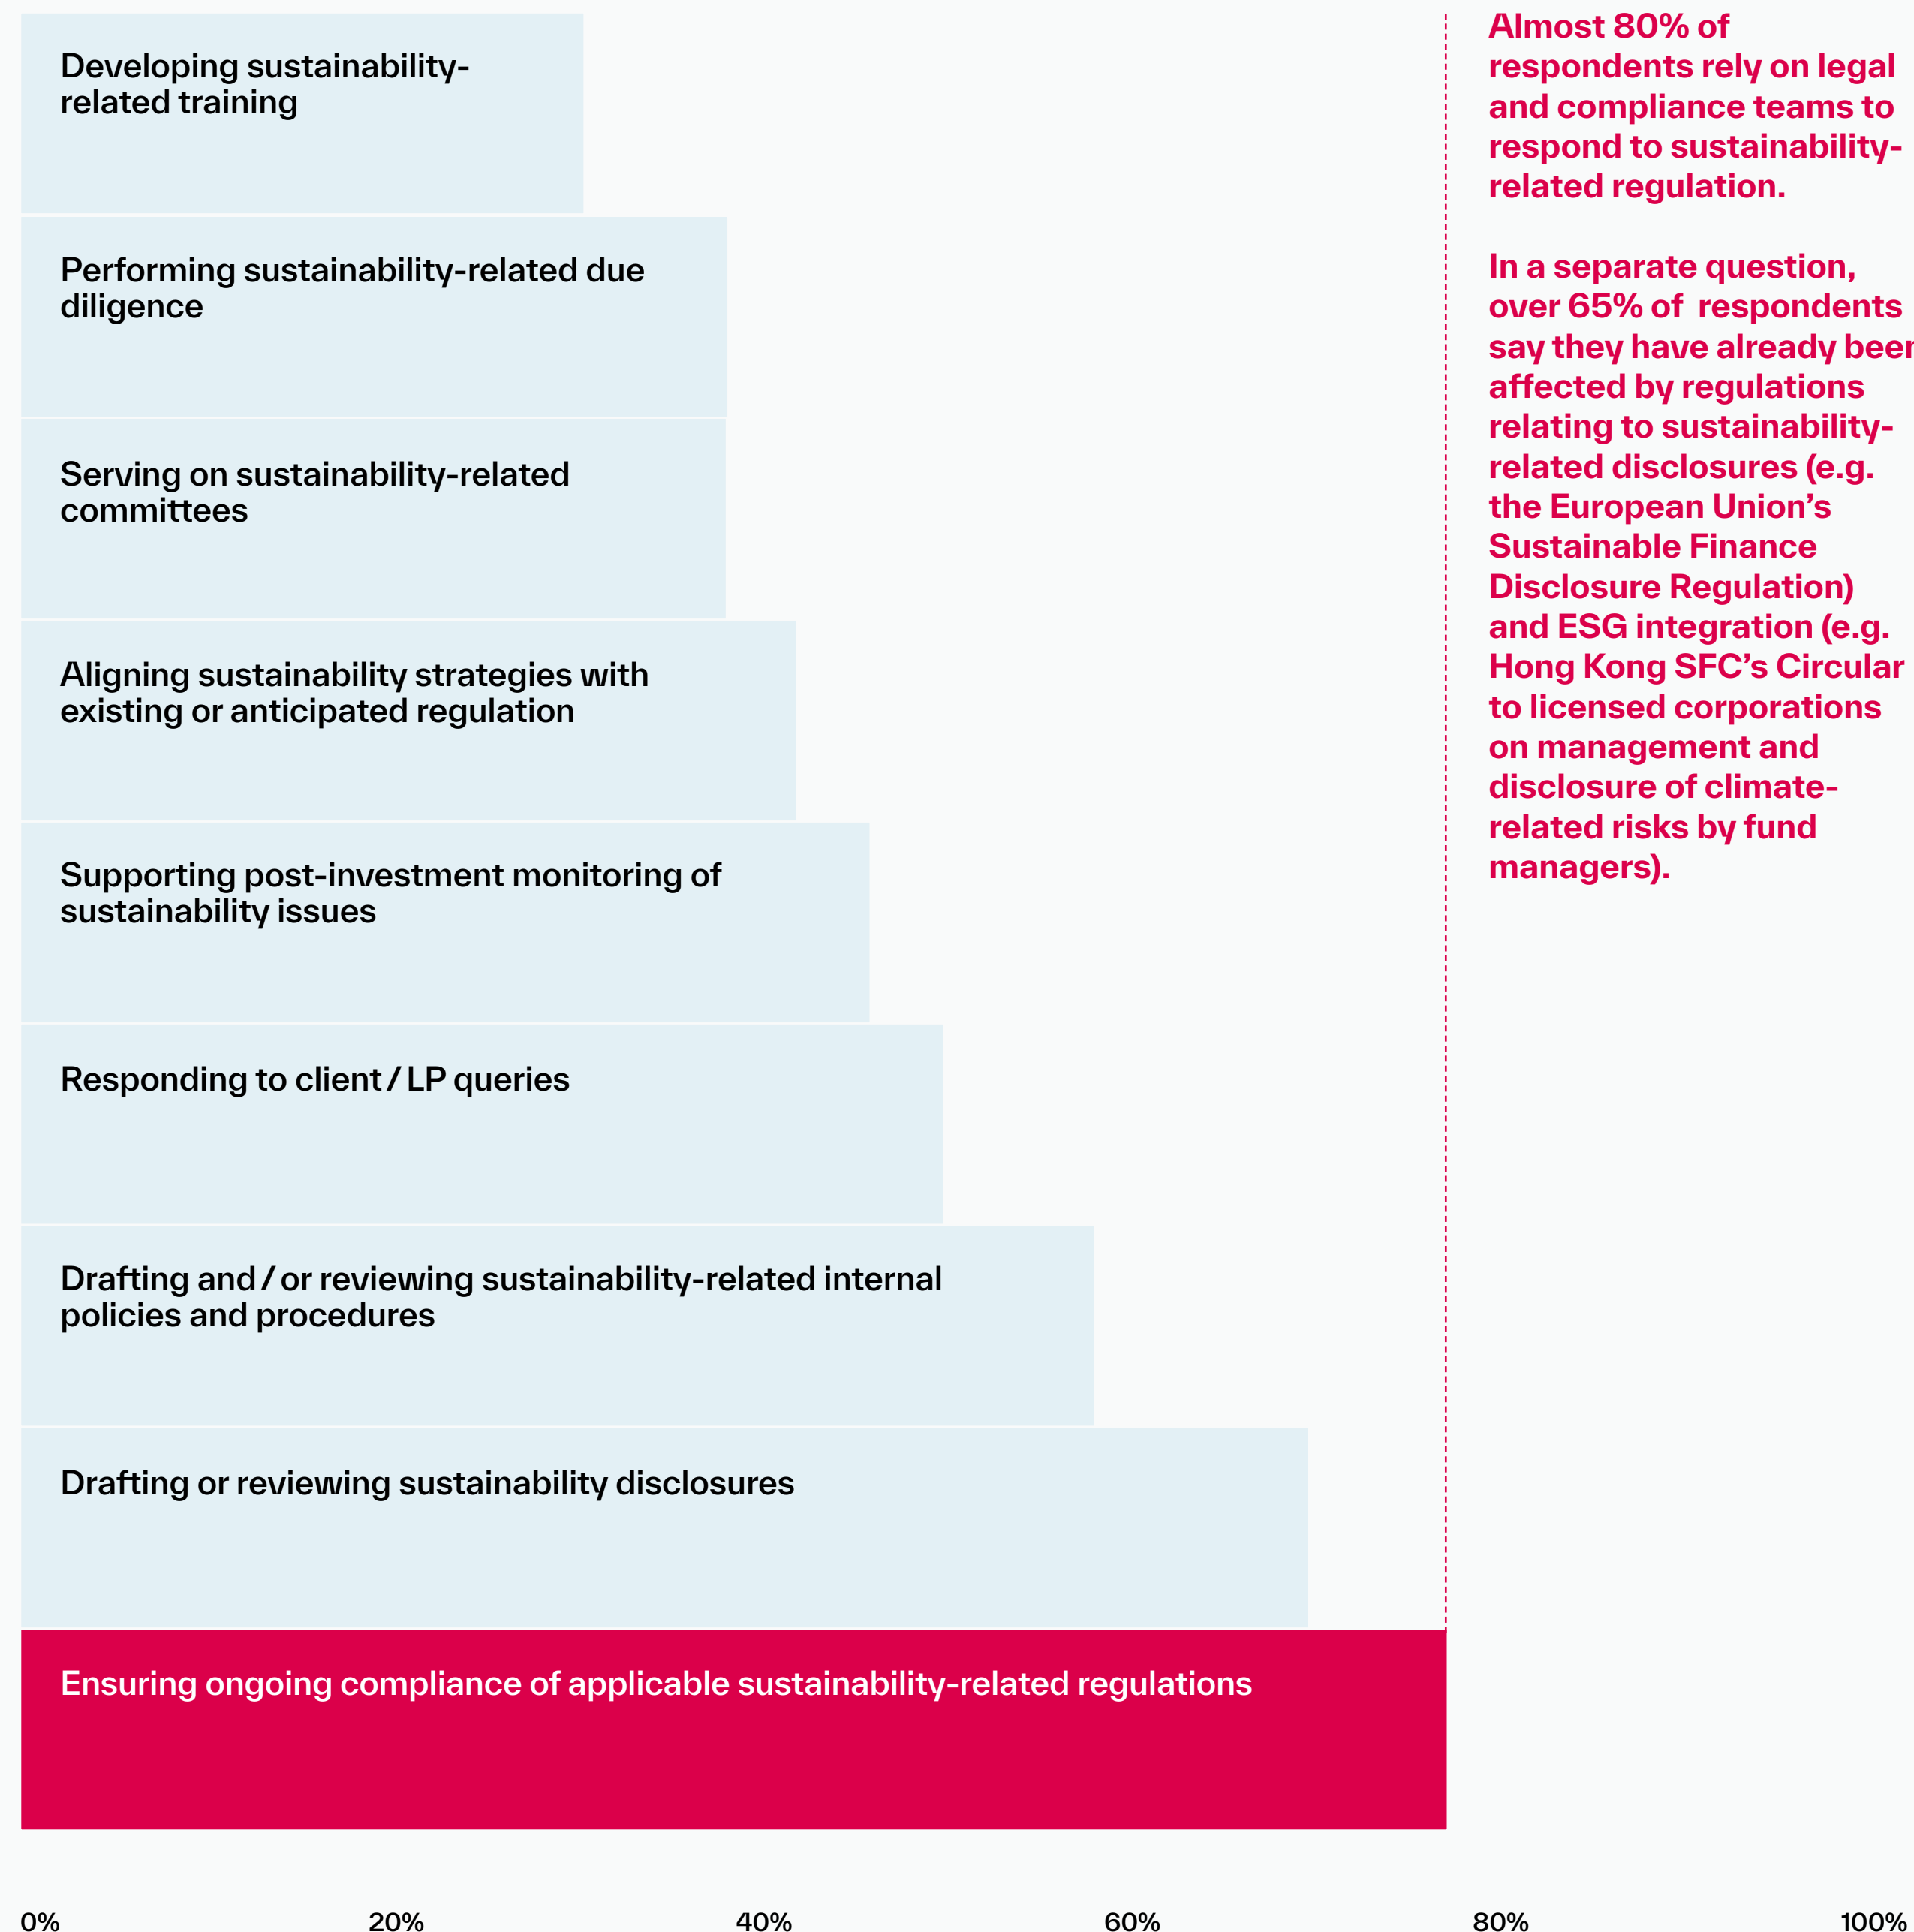 Developing sustainability-
related training
Performing sustainability-related due
diligence
Serving on sustainability-related
committees
Aligning sustainability strategies with
existing or anticipated regulation
Supporting post-investment monitoring of
sustainability issues
Responding to client / LP queries
Drafting and / or reviewing sustainability-related internal
policies and procedures
Drafting or reviewing sustainability disclosures
Ensuring ongoing compliance of applicable sustainability-related regulations
0% 20% 40% 60% 80% 100%
Almost 80% of
respondents rely on legal
and compliance teams to
respond to sustainability-
related regulation.
In a separate question,
over 65% of respondents
say they have already been
affected by regulations
relating to sustainability-
related disclosures (e.g.
the European Union’s
Sustainable Finance
Disclosure Regulation)
and ESG integration (e.g.
Hong Kong SFC’s Circular
to licensed corporations
on management and
disclosure of climate-
related risks by fund
managers).